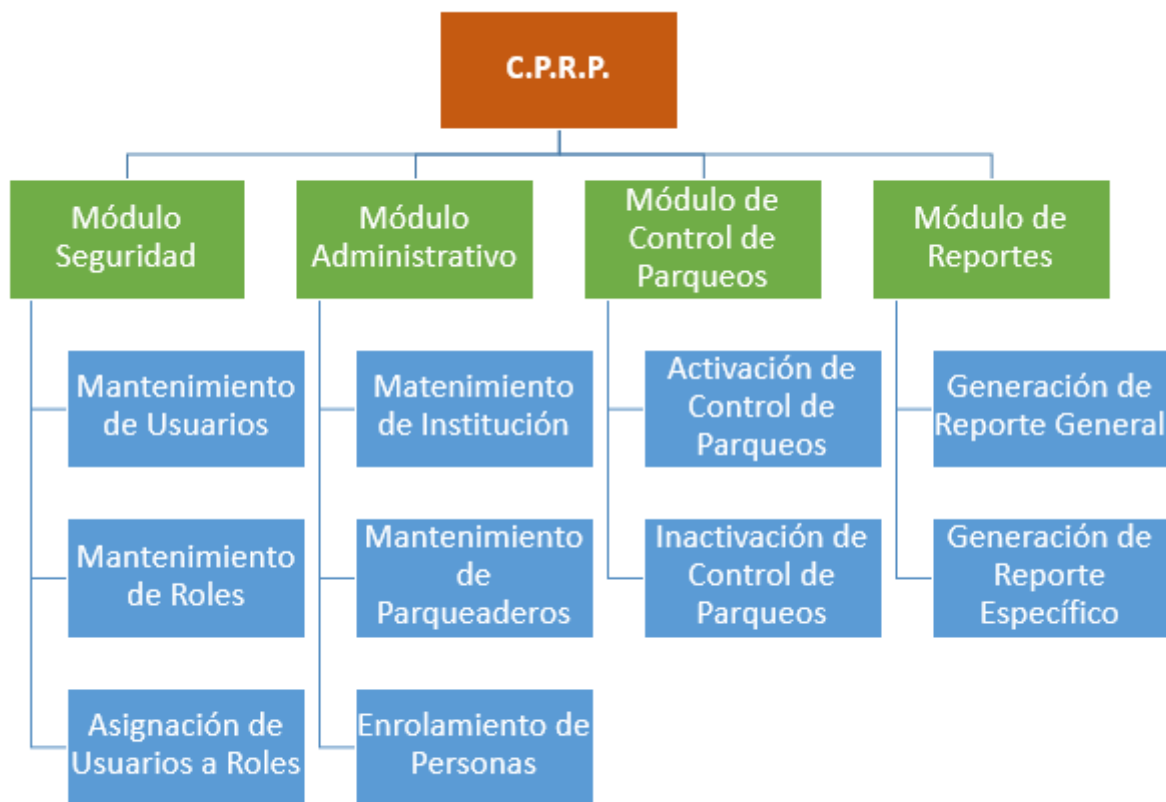 C.P.R.P.
Módulo
Seguridad
Módulo
Administrativo
Módulo de
Control de
Parqueos
Módulo de
Reportes
Mantenimiento
de Usuarios
Matenimiento
de Institución
Activación de
Control de
Parqueos
Generación de
Reporte General
Mantenimiento
de Roles
Mantenimiento
de
Parqueaderos
Inactivación de
Control de
Parqueos
Generación de
Reporte
Específico
Asignación de
Usuarios a Roles
Enrolamiento de
Personas